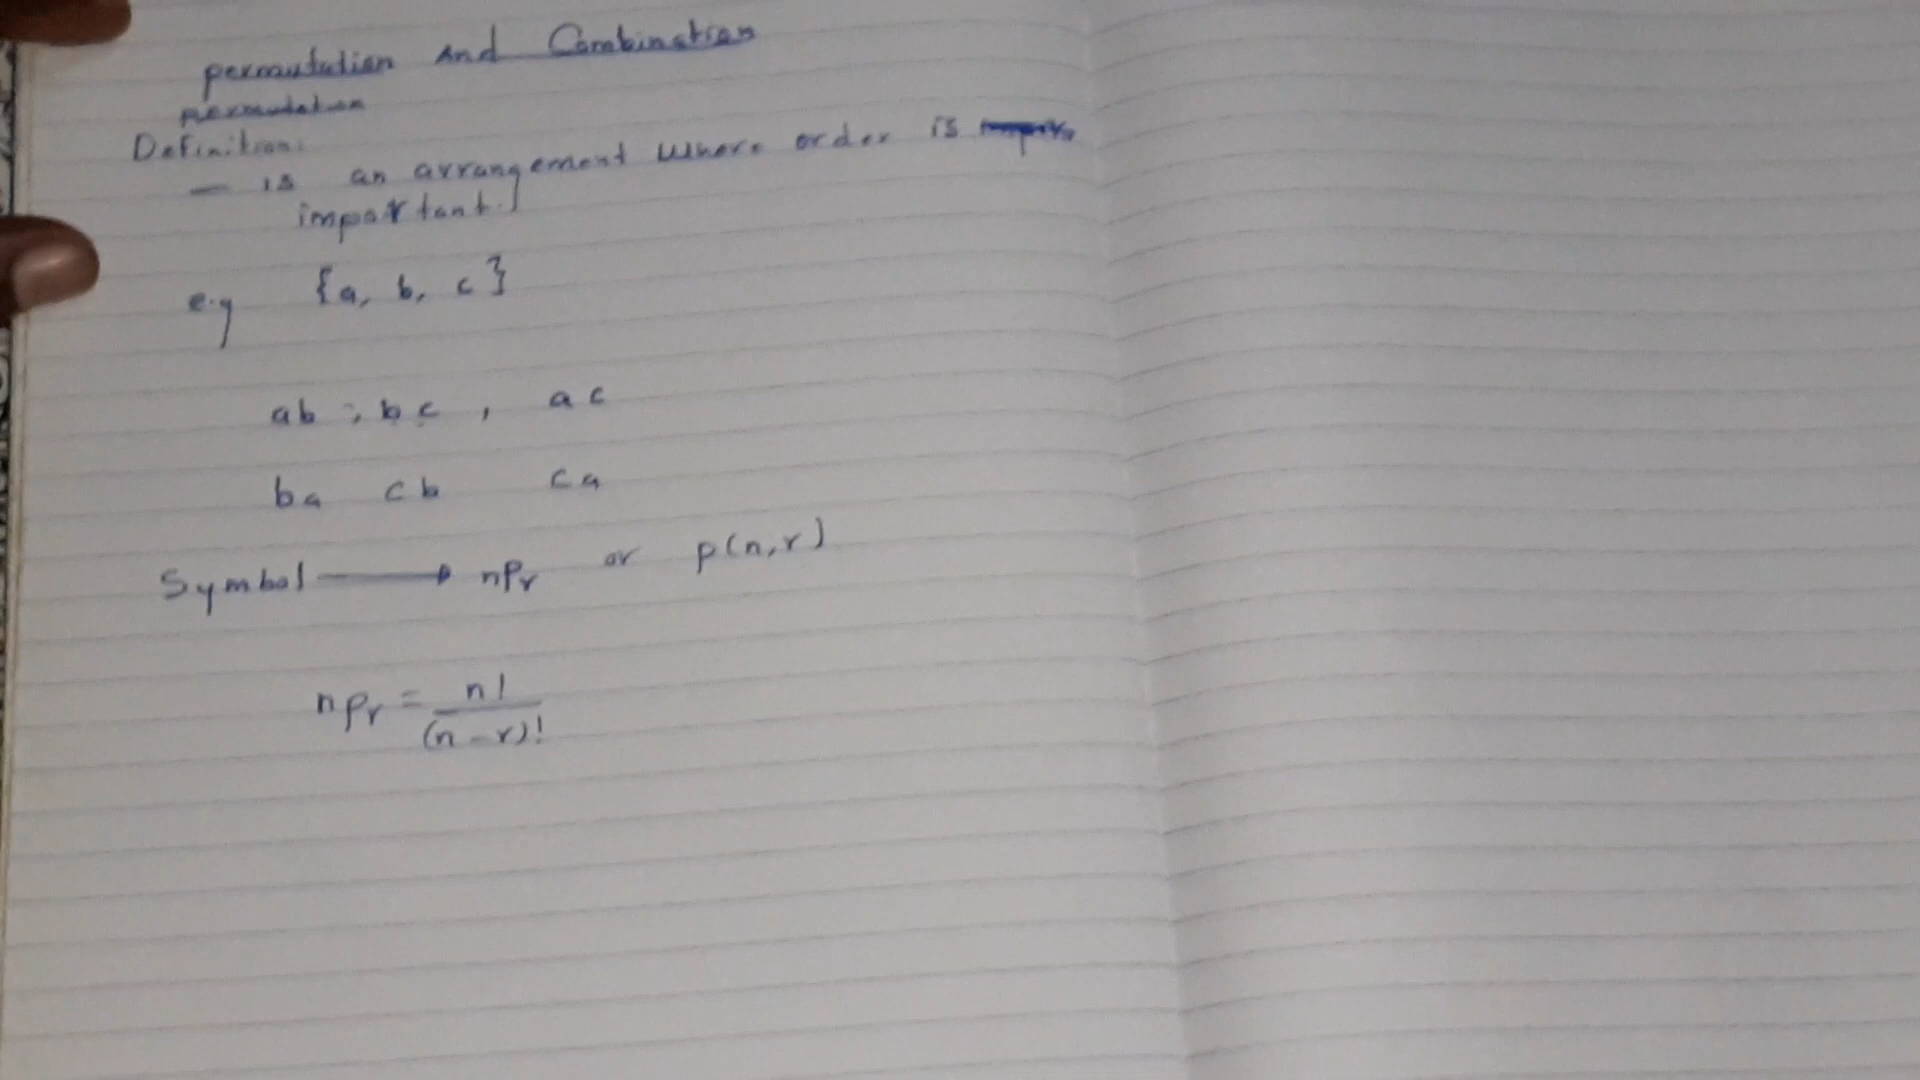 permutation And Combination
permutation
Definition:
— is an arrangement where order is
important.
e.g {a, b, c}
ab, bc, ac
ba cb ca
Symbol → nPr or p(n,r)
nPr = n!
(n-r)!